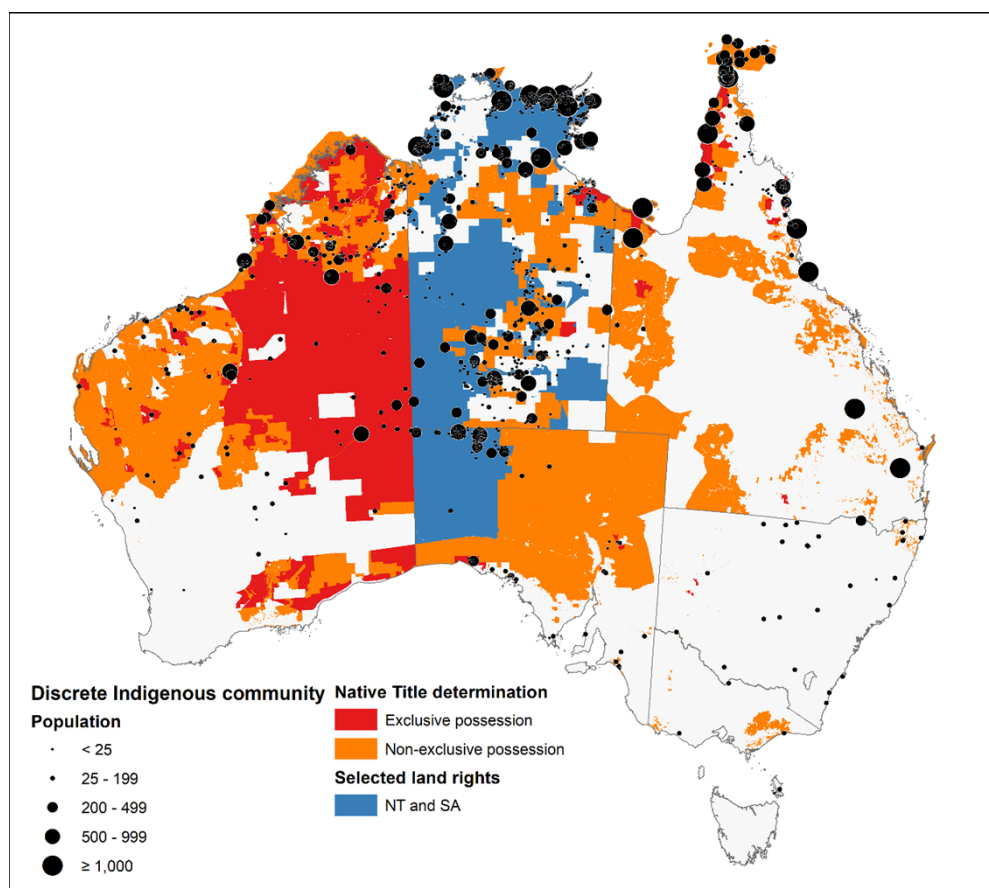 Discrete Indigenous community
Population
< 25
25 - 199
200 - 499
500 - 999
≥ 1,000
Native Title determination
Exclusive possession
Non-exclusive possession
Selected land rights
NT and SA